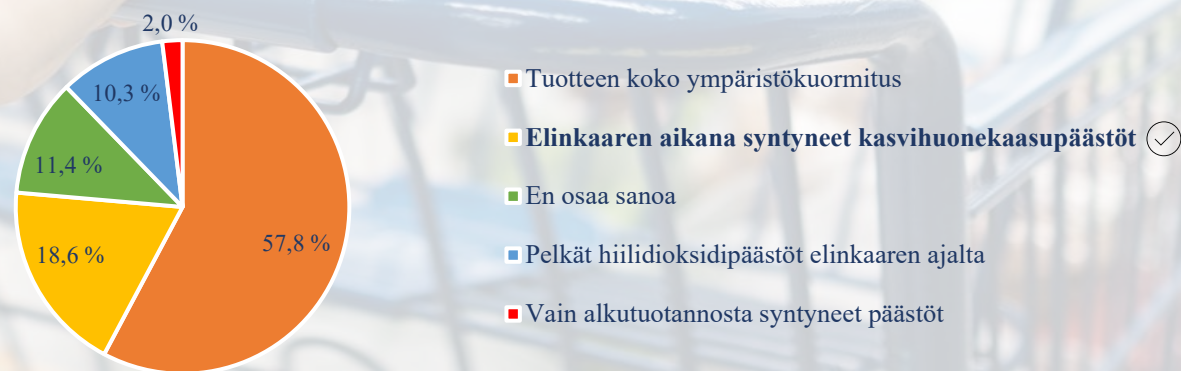 2,0 %
10,3 %
11,4 %
18,6 %
57,8 %
Tuotteen koko ympäristökuormitus
Elinkaaren aikana syntyneet kasvihuonekaasupäästöt
En osaa sanoa
Pelkät hiilidioksidipäästöt elinkaaren ajalta
Vain alkutuotannosta syntyneet päästöt